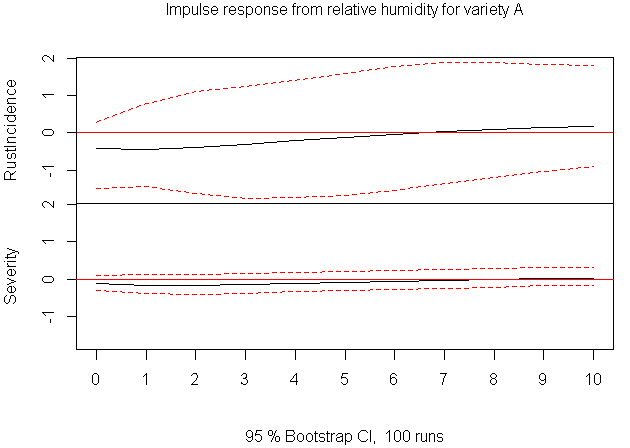 Impulse response from relative humidity for variety A
RustIncidence
2
1
0
-1
Severity
2
1
0
-1
0 1 2 3 4 5 6 7 8 9 10
95 % Bootstrap CI, 100 runs